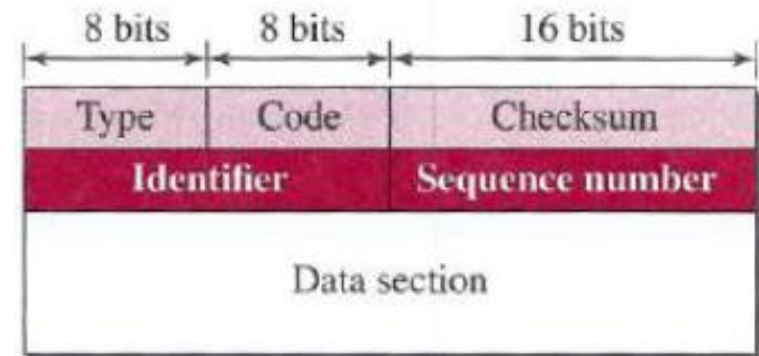 8 bits 8 bits 16 bits
Type Code Checksum
Identifier Sequence number
Data section